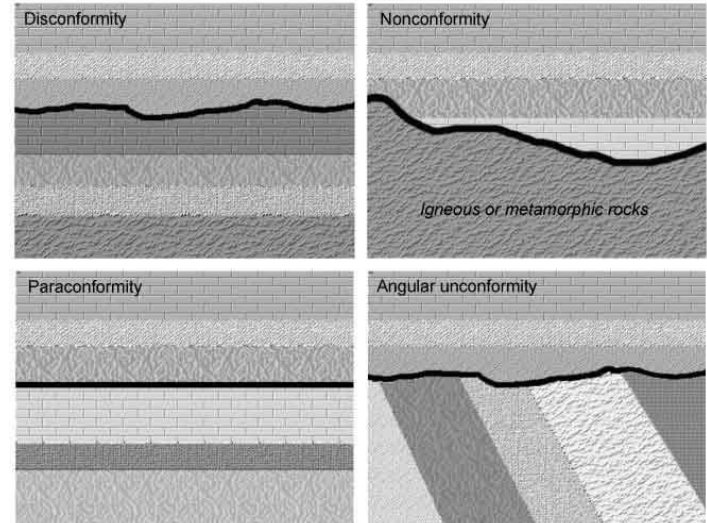 Disconformity
Nonconformity
Igneous or metamorphic rocks
Paraconformity
Angular unconformity